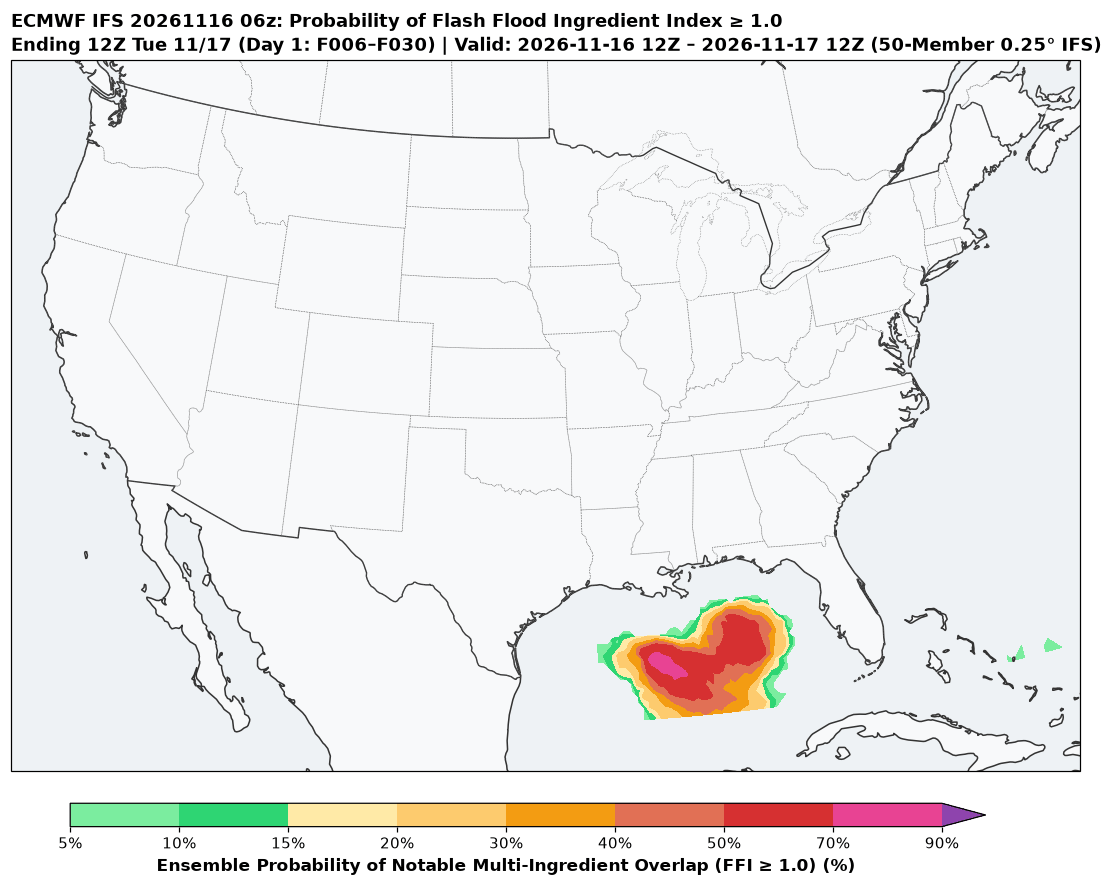 ECMWF IFS 20261116 06z: Probability of Flash Flood Ingredient Index ≥ 1.0
Ending 12Z Tue 11/17 (Day 1: F006–F030) | Valid: 2026-11-16 12Z – 2026-11-17 12Z (50-Member 0.25° IFS)
5% 10% 15% 20% 30% 40% 50% 70% 90%
Ensemble Probability of Notable Multi-Ingredient Overlap (FFI ≥ 1.0) (%)